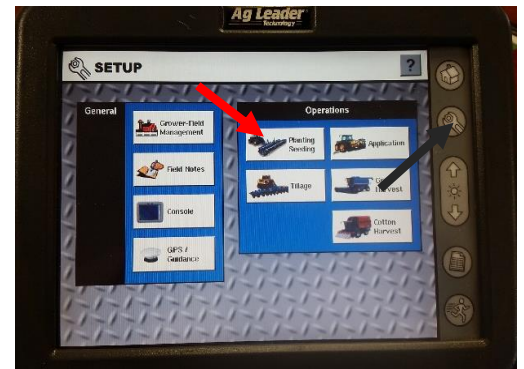 Ag Leader
Technology
SETUP
?
General
Grower-Field
Management
Field Notes
Console
GPS /
Guidance
Operations
Planting
Seeding
Application
Tillage
Harvest
Cotton
Harvest